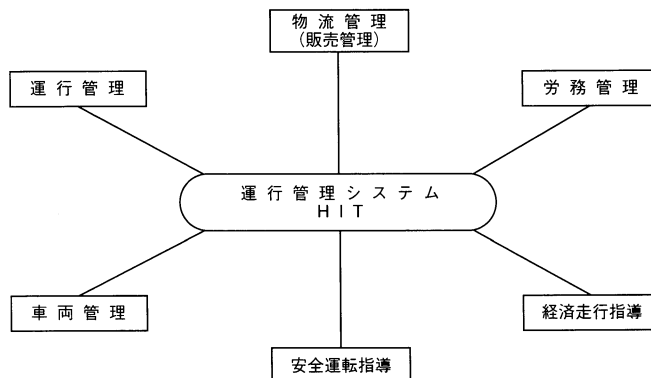 物流管理
(販売管理)
運行管理
労務管理
運行管理システム
HIT
車両管理
経済走行指導
安全運転指導